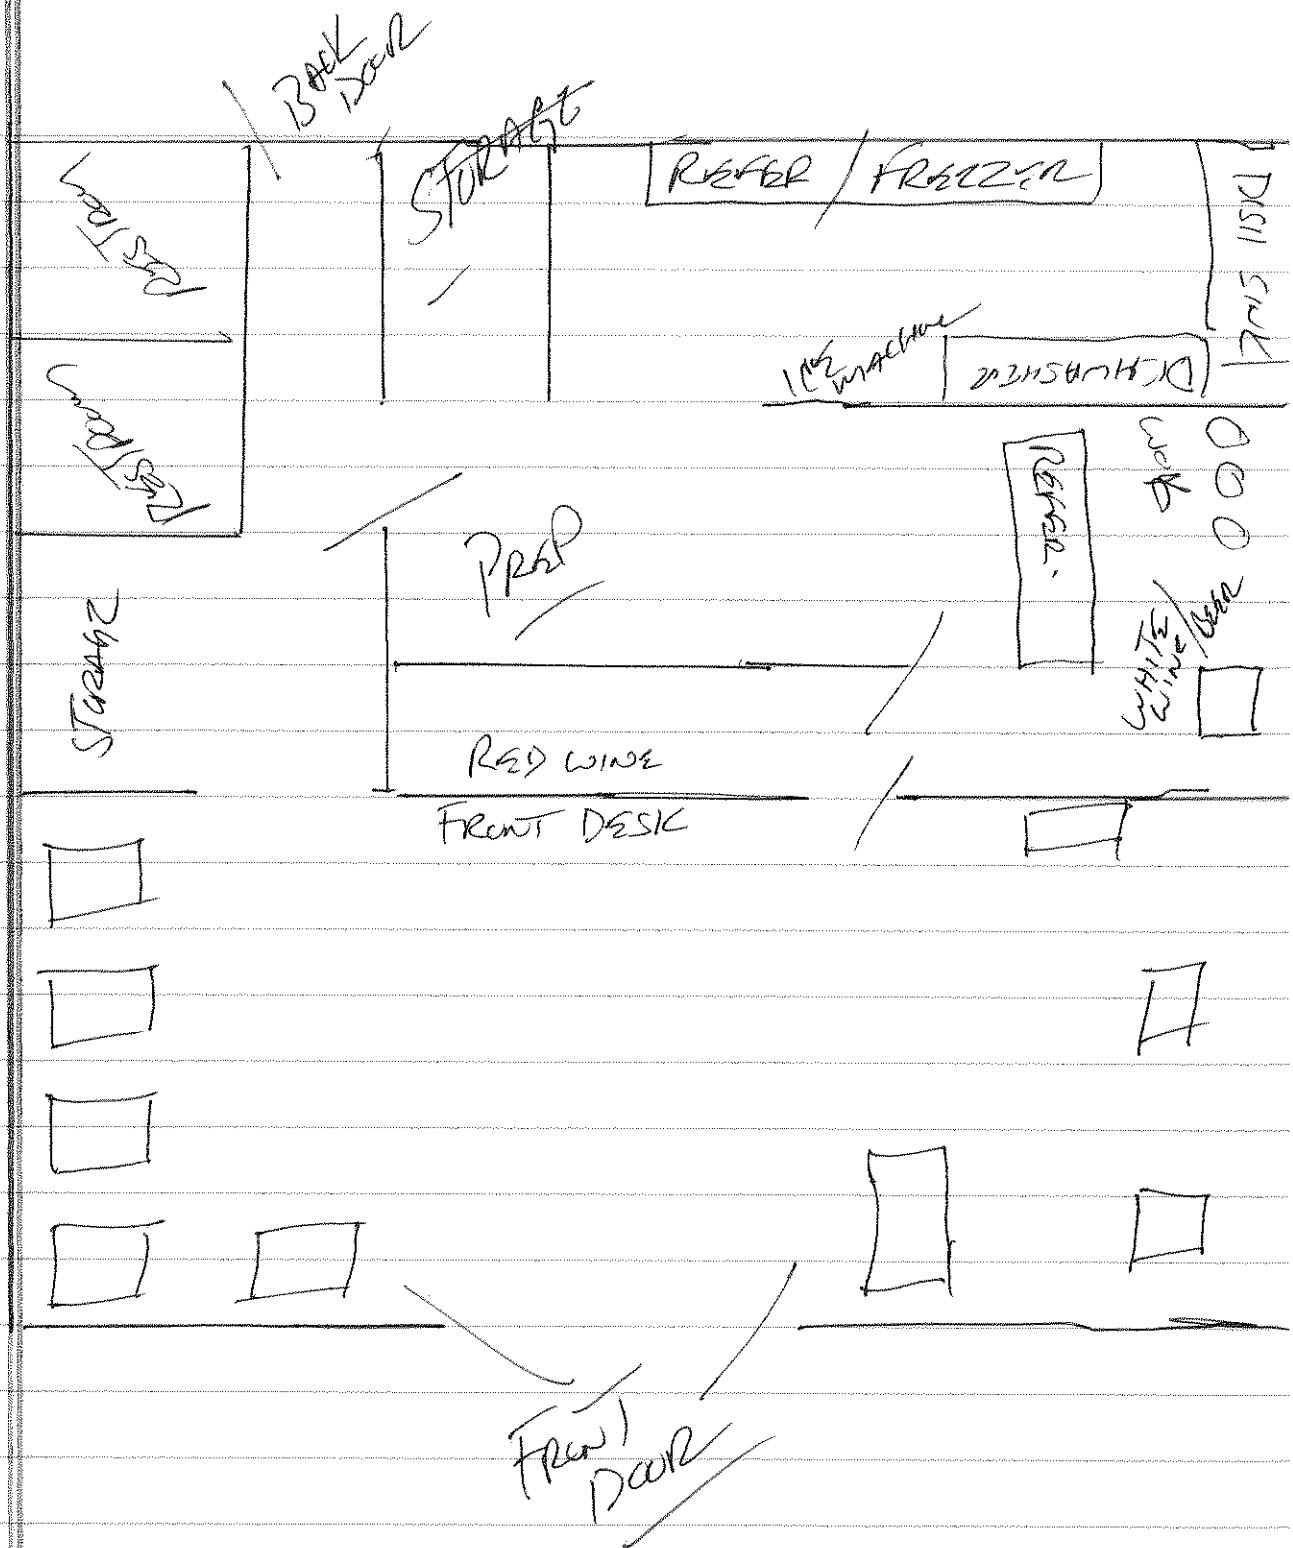 BACK
DOOR
STORAGE
REEFER / FREEZER
DISH SINK
RESTROOM
ICE
MACHINE
DISHWASHER
RESTROOM
REEFER.
WOK
PREP
STORAGE
WHITE
WINE/BEER
RED WINE
FRONT DESK
FRONT
DOOR